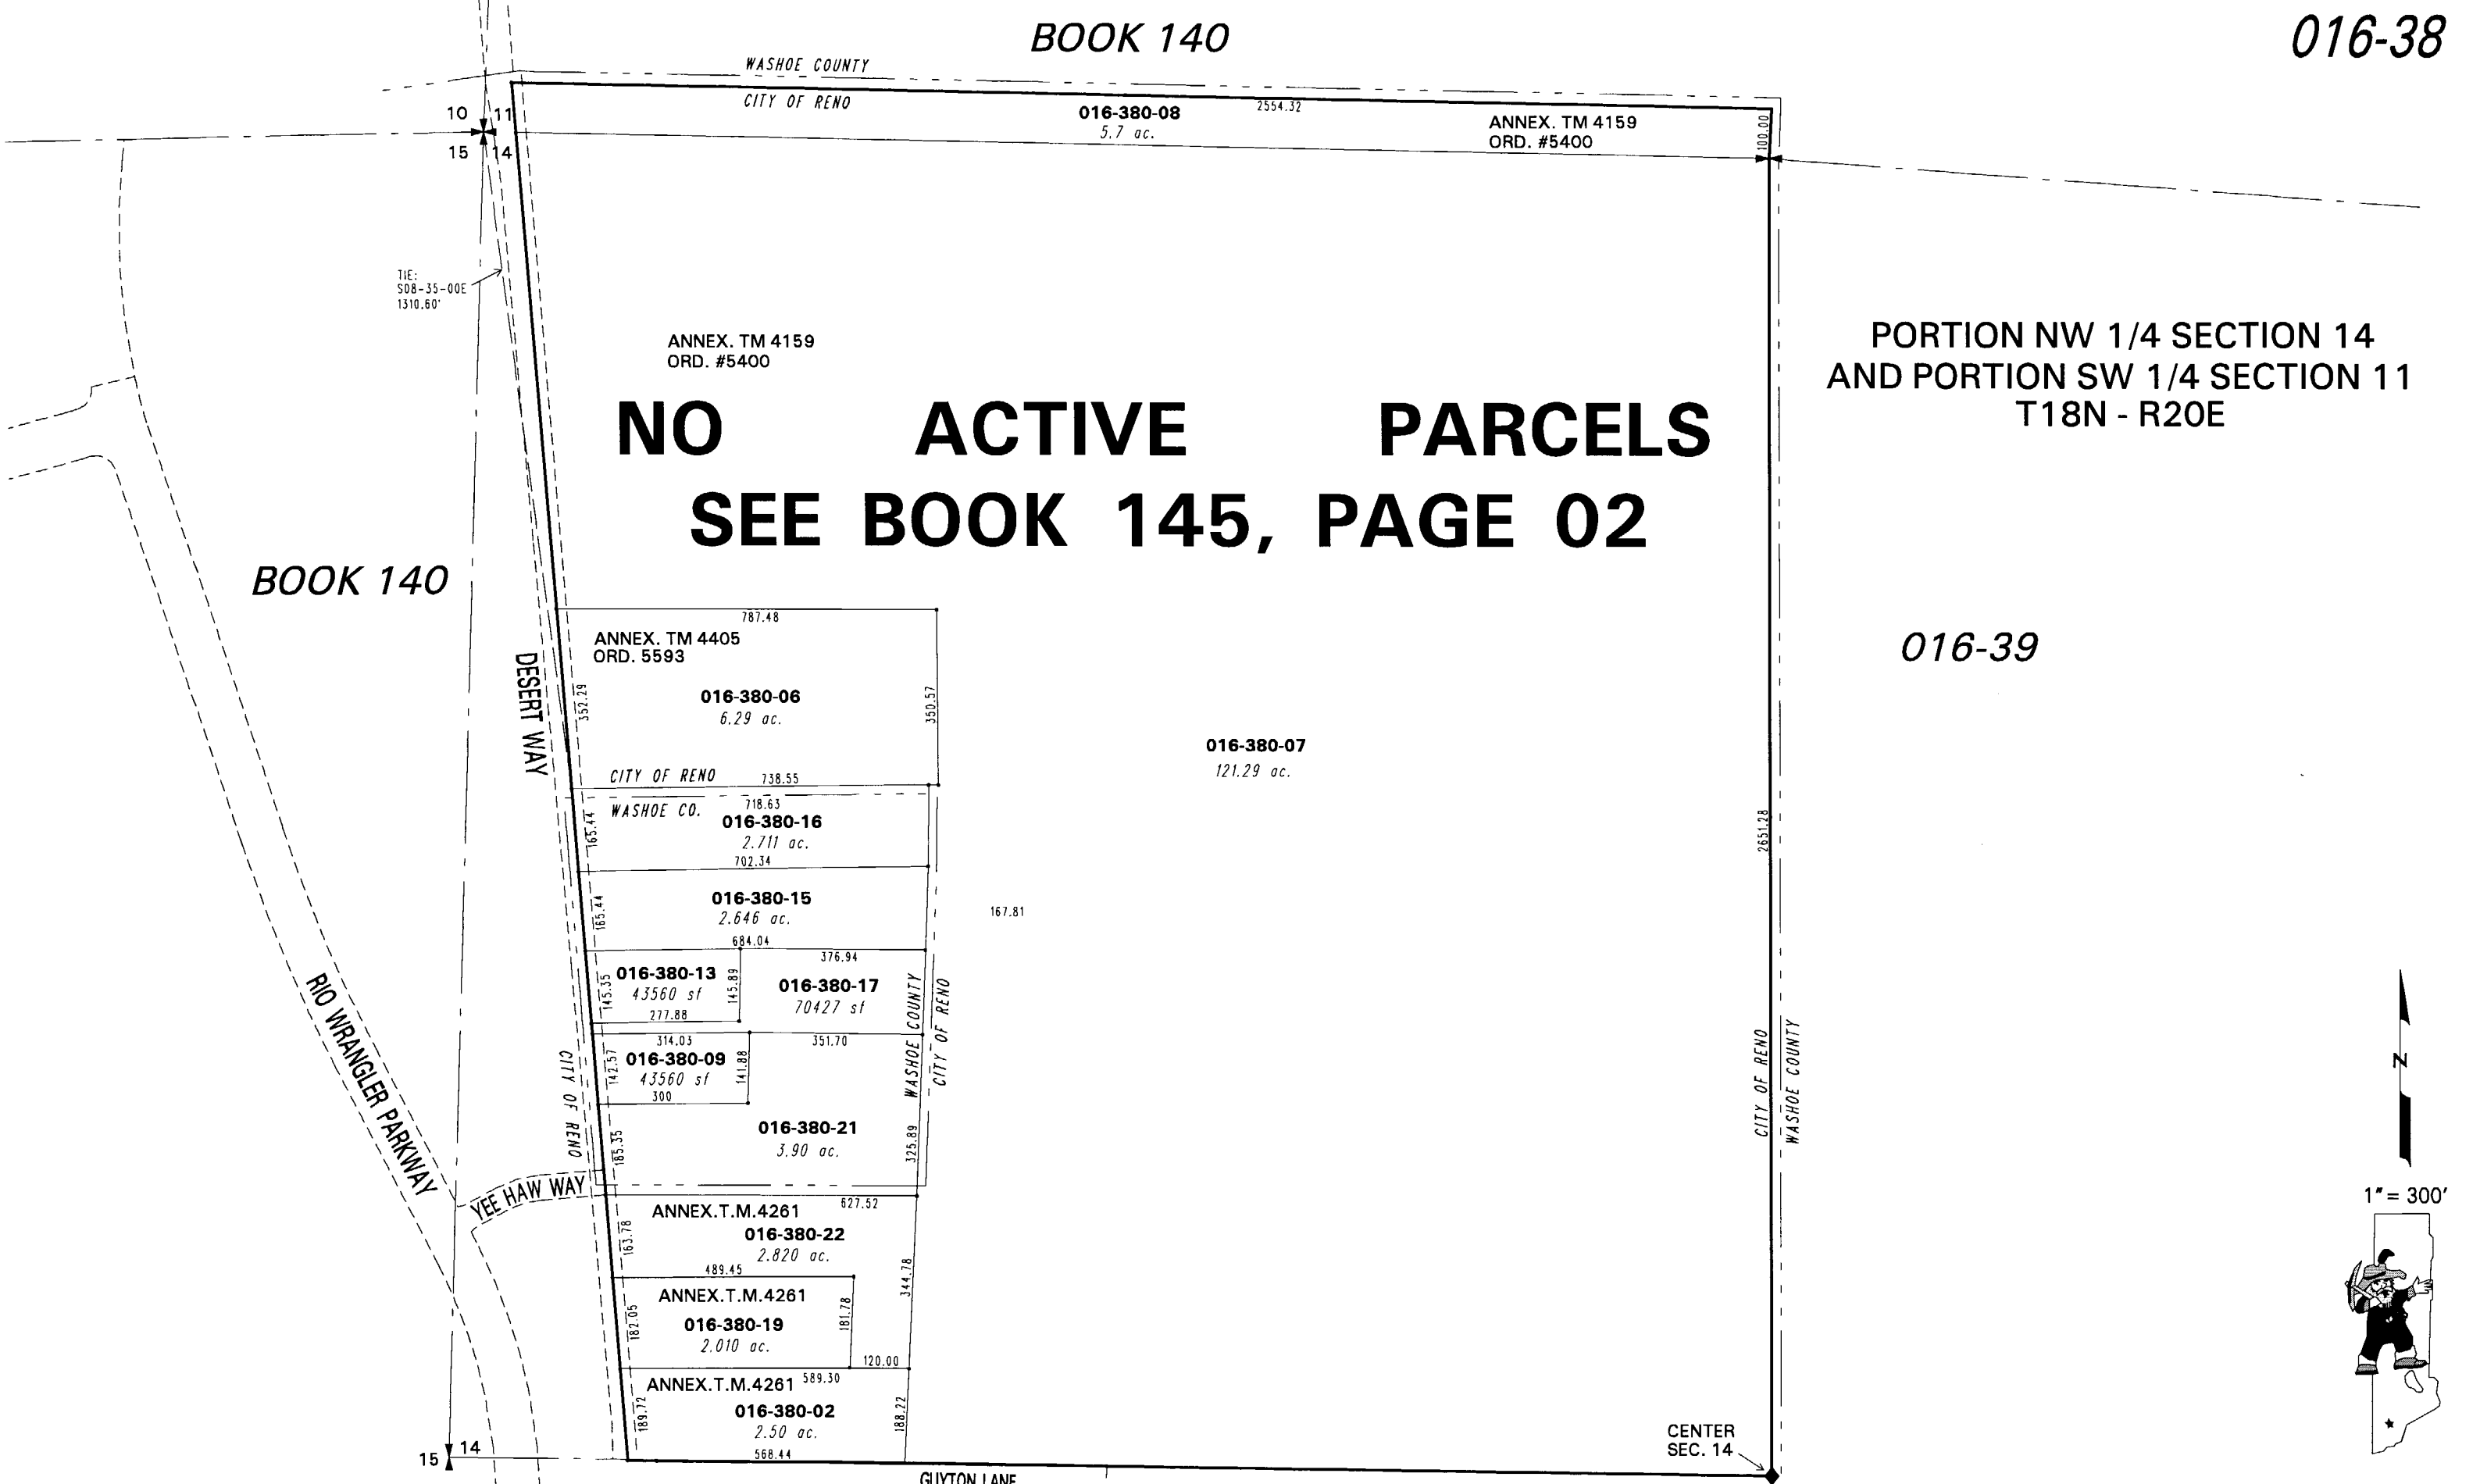 BOOK 140
016-38
WASHOE COUNTY
CITY OF RENO
016-380-08
5.7 ac.
2554.32
ANNEX. TM 4159
ORD. #5400
100.00
10 11
15 14
TIE:
S08-35-00E
1310.60'
ANNEX. TM 4159
ORD. #5400
PORTION NW 1/4 SECTION 14
AND PORTION SW 1/4 SECTION 11
T18N - R20E
NO ACTIVE PARCELS
SEE BOOK 145, PAGE 02
BOOK 140
787.48
ANNEX. TM 4405
ORD. 5593
016-39
DESERT WAY
352.29
016-380-06
6.29 ac.
350.57
016-380-07
121.29 ac.
CITY OF RENO
738.55
WASHOE CO.
718.63
165.44
016-380-16
2.711 ac.
702.34
2651.28
165.44
016-380-15
2.646 ac.
167.81
684.04
376.94
145.35
016-380-13
43560 sf
145.89
277.88
016-380-17
70427 sf
WASHOE COUNTY
CITY OF RENO
RIO WRANGLER PARKWAY
314.03
351.70
142.57
016-380-09
43560 sf
141.88
300
CITY OF RENO
CITY OF RENO
WASHOE COUNTY
N
185.35
016-380-21
3.90 ac.
325.89
YEE HAW WAY
1"= 300'
627.52
ANNEX.T.M.4261
163.78
016-380-22
2.820 ac.
489.45
344.78
ANNEX.T.M.4261
182.05
016-380-19
2.010 ac.
181.78
120.00
ANNEX.T.M.4261
589.30
189.72
016-380-02
2.50 ac.
188.22
568.44
CENTER
SEC. 14
15 14
GUYTON LANE